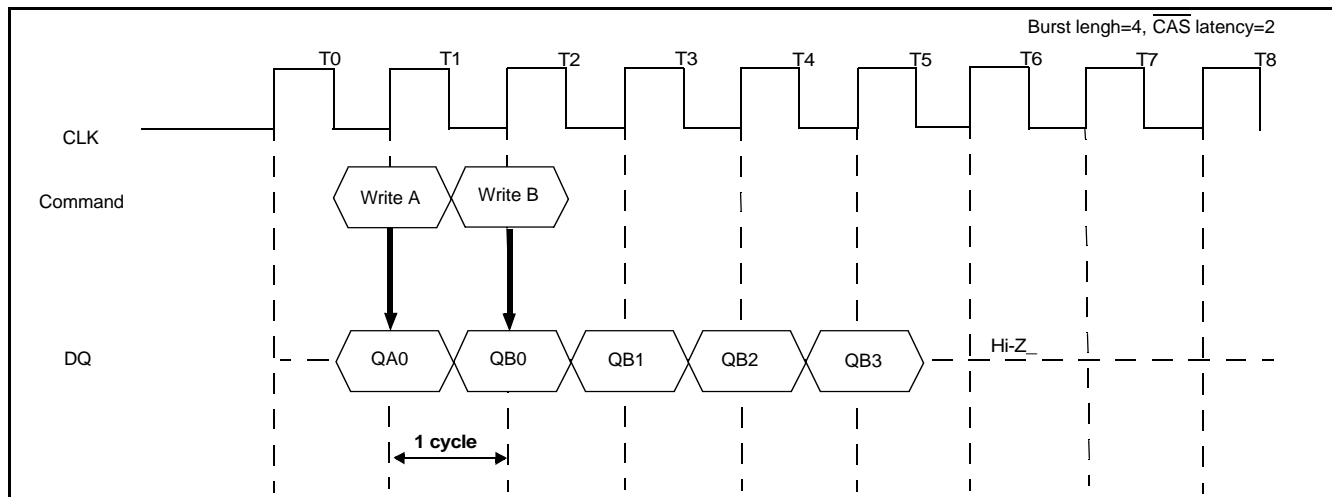 Burst lengh=4, CAS latency=2
T0 T1 T2 T3 T4 T5 T6 T7 T8
CLK
Command Write A Write B
DQ QA0 QB0 QB1 QB2 QB3 Hi-Z_
1 cycle